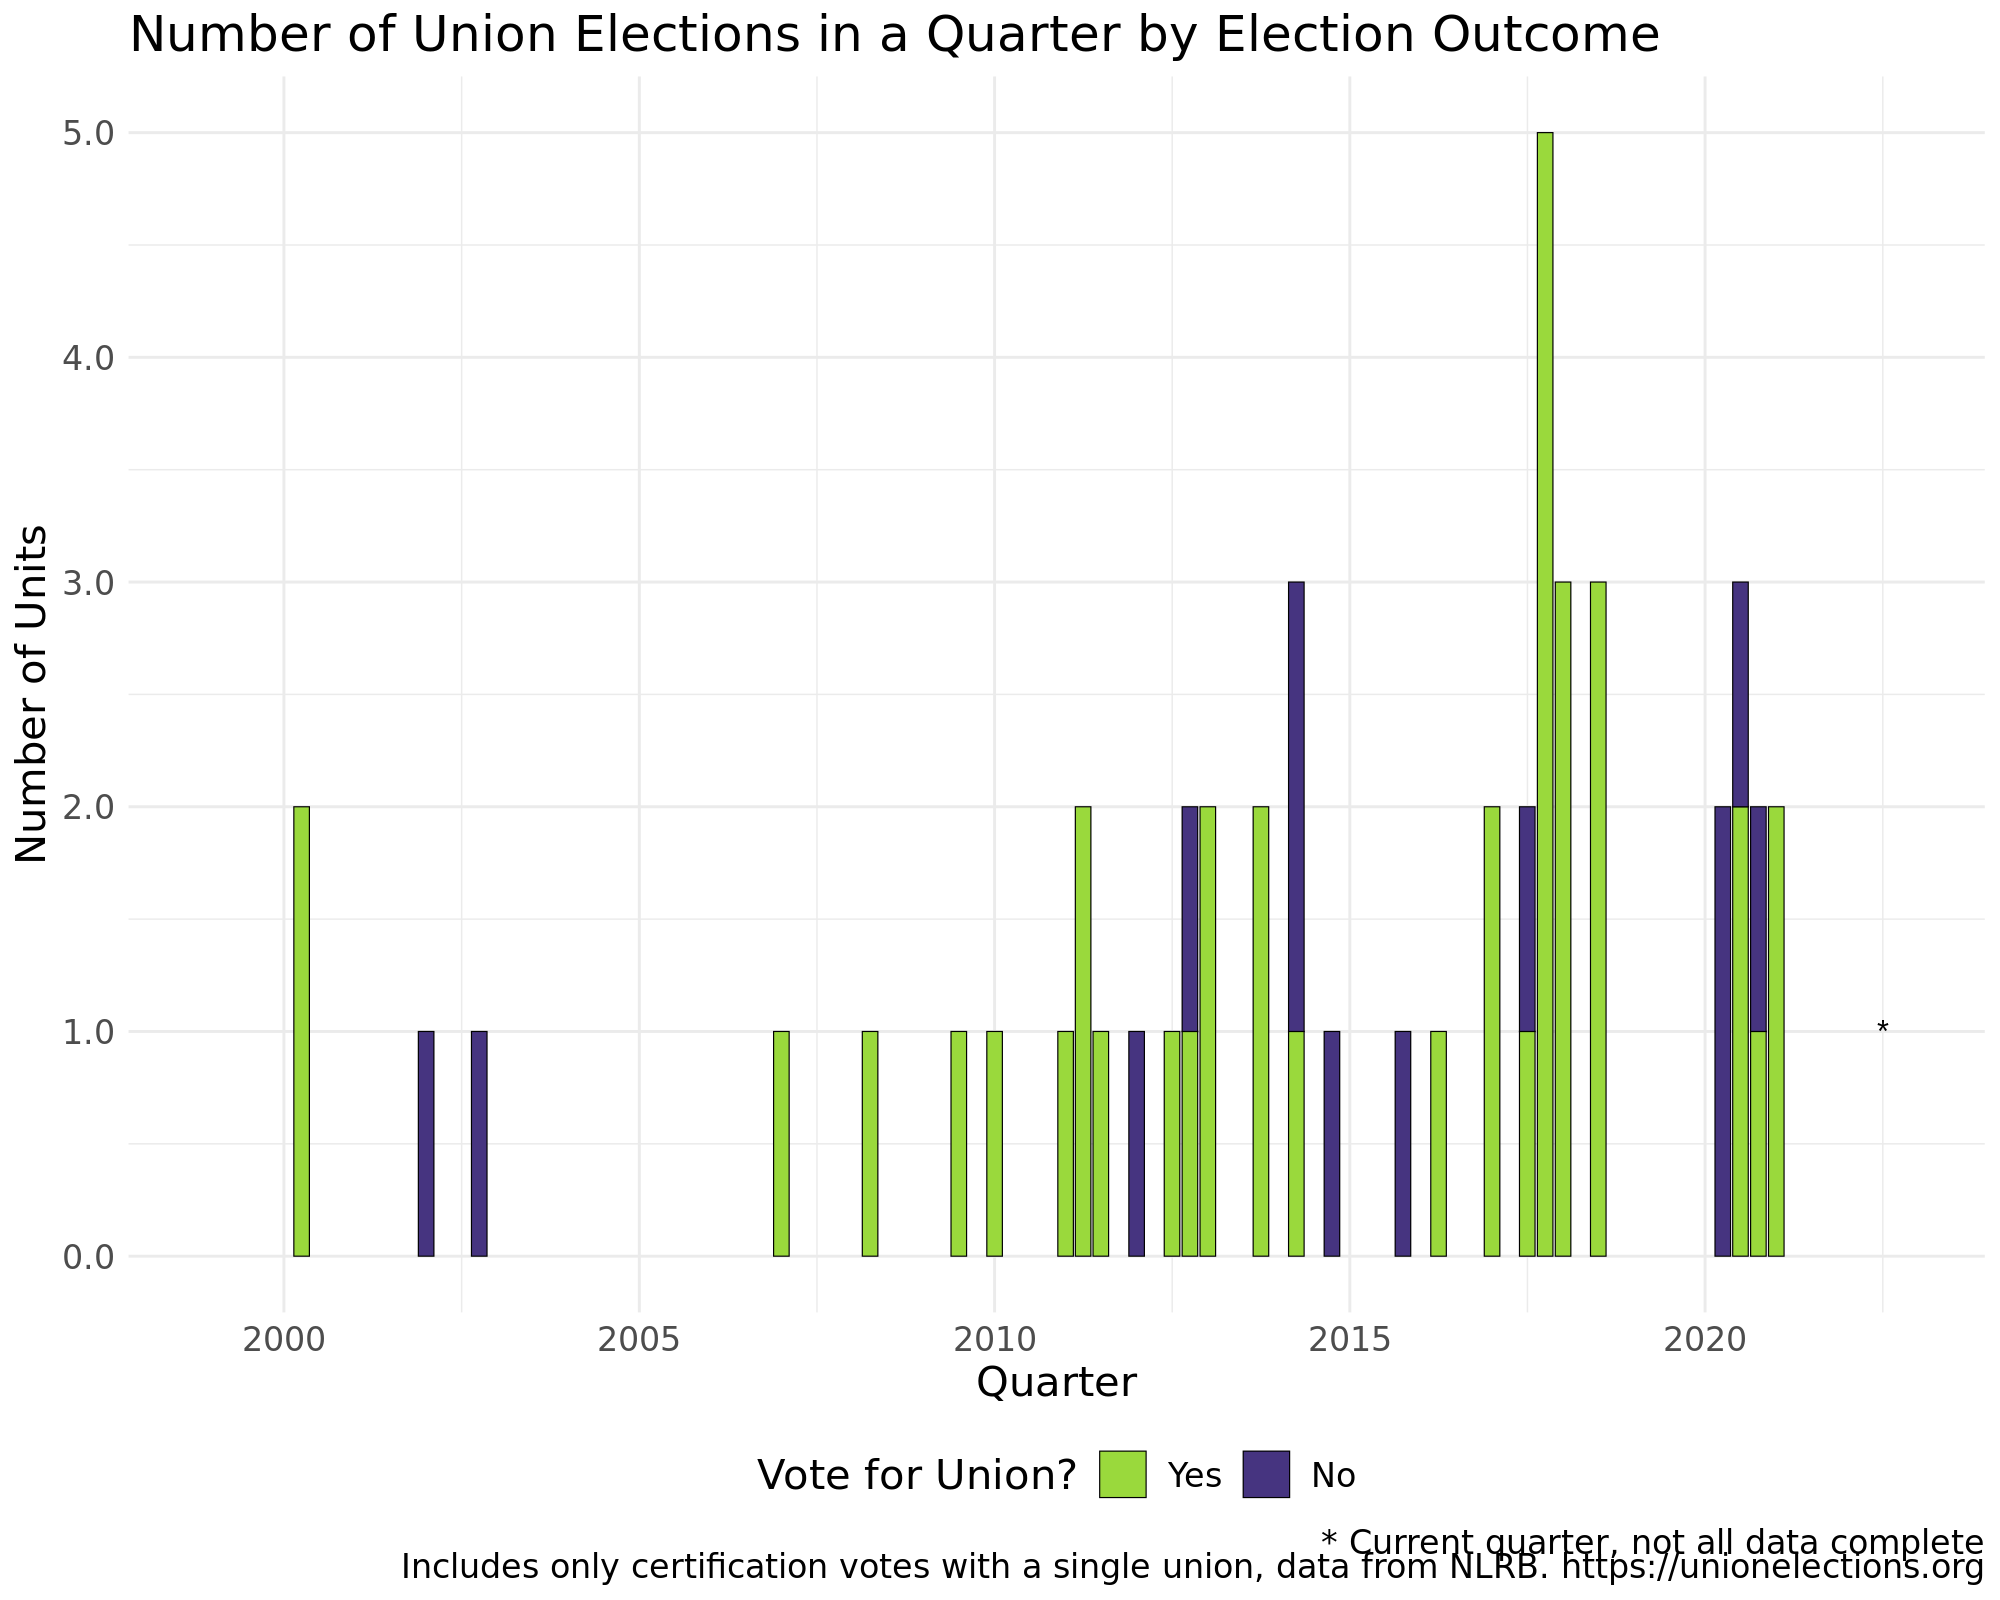 Number of Union Elections in a Quarter by Election Outcome
Number of Units
5.0
4.0
3.0
2.0
1.0
0.0
*
2000 2005 2010 2015 2020
Quarter
Vote for Union? Yes No
* Current quarter, not all data complete
Includes only certification votes with a single union, data from NLRB. https://unionelections.org